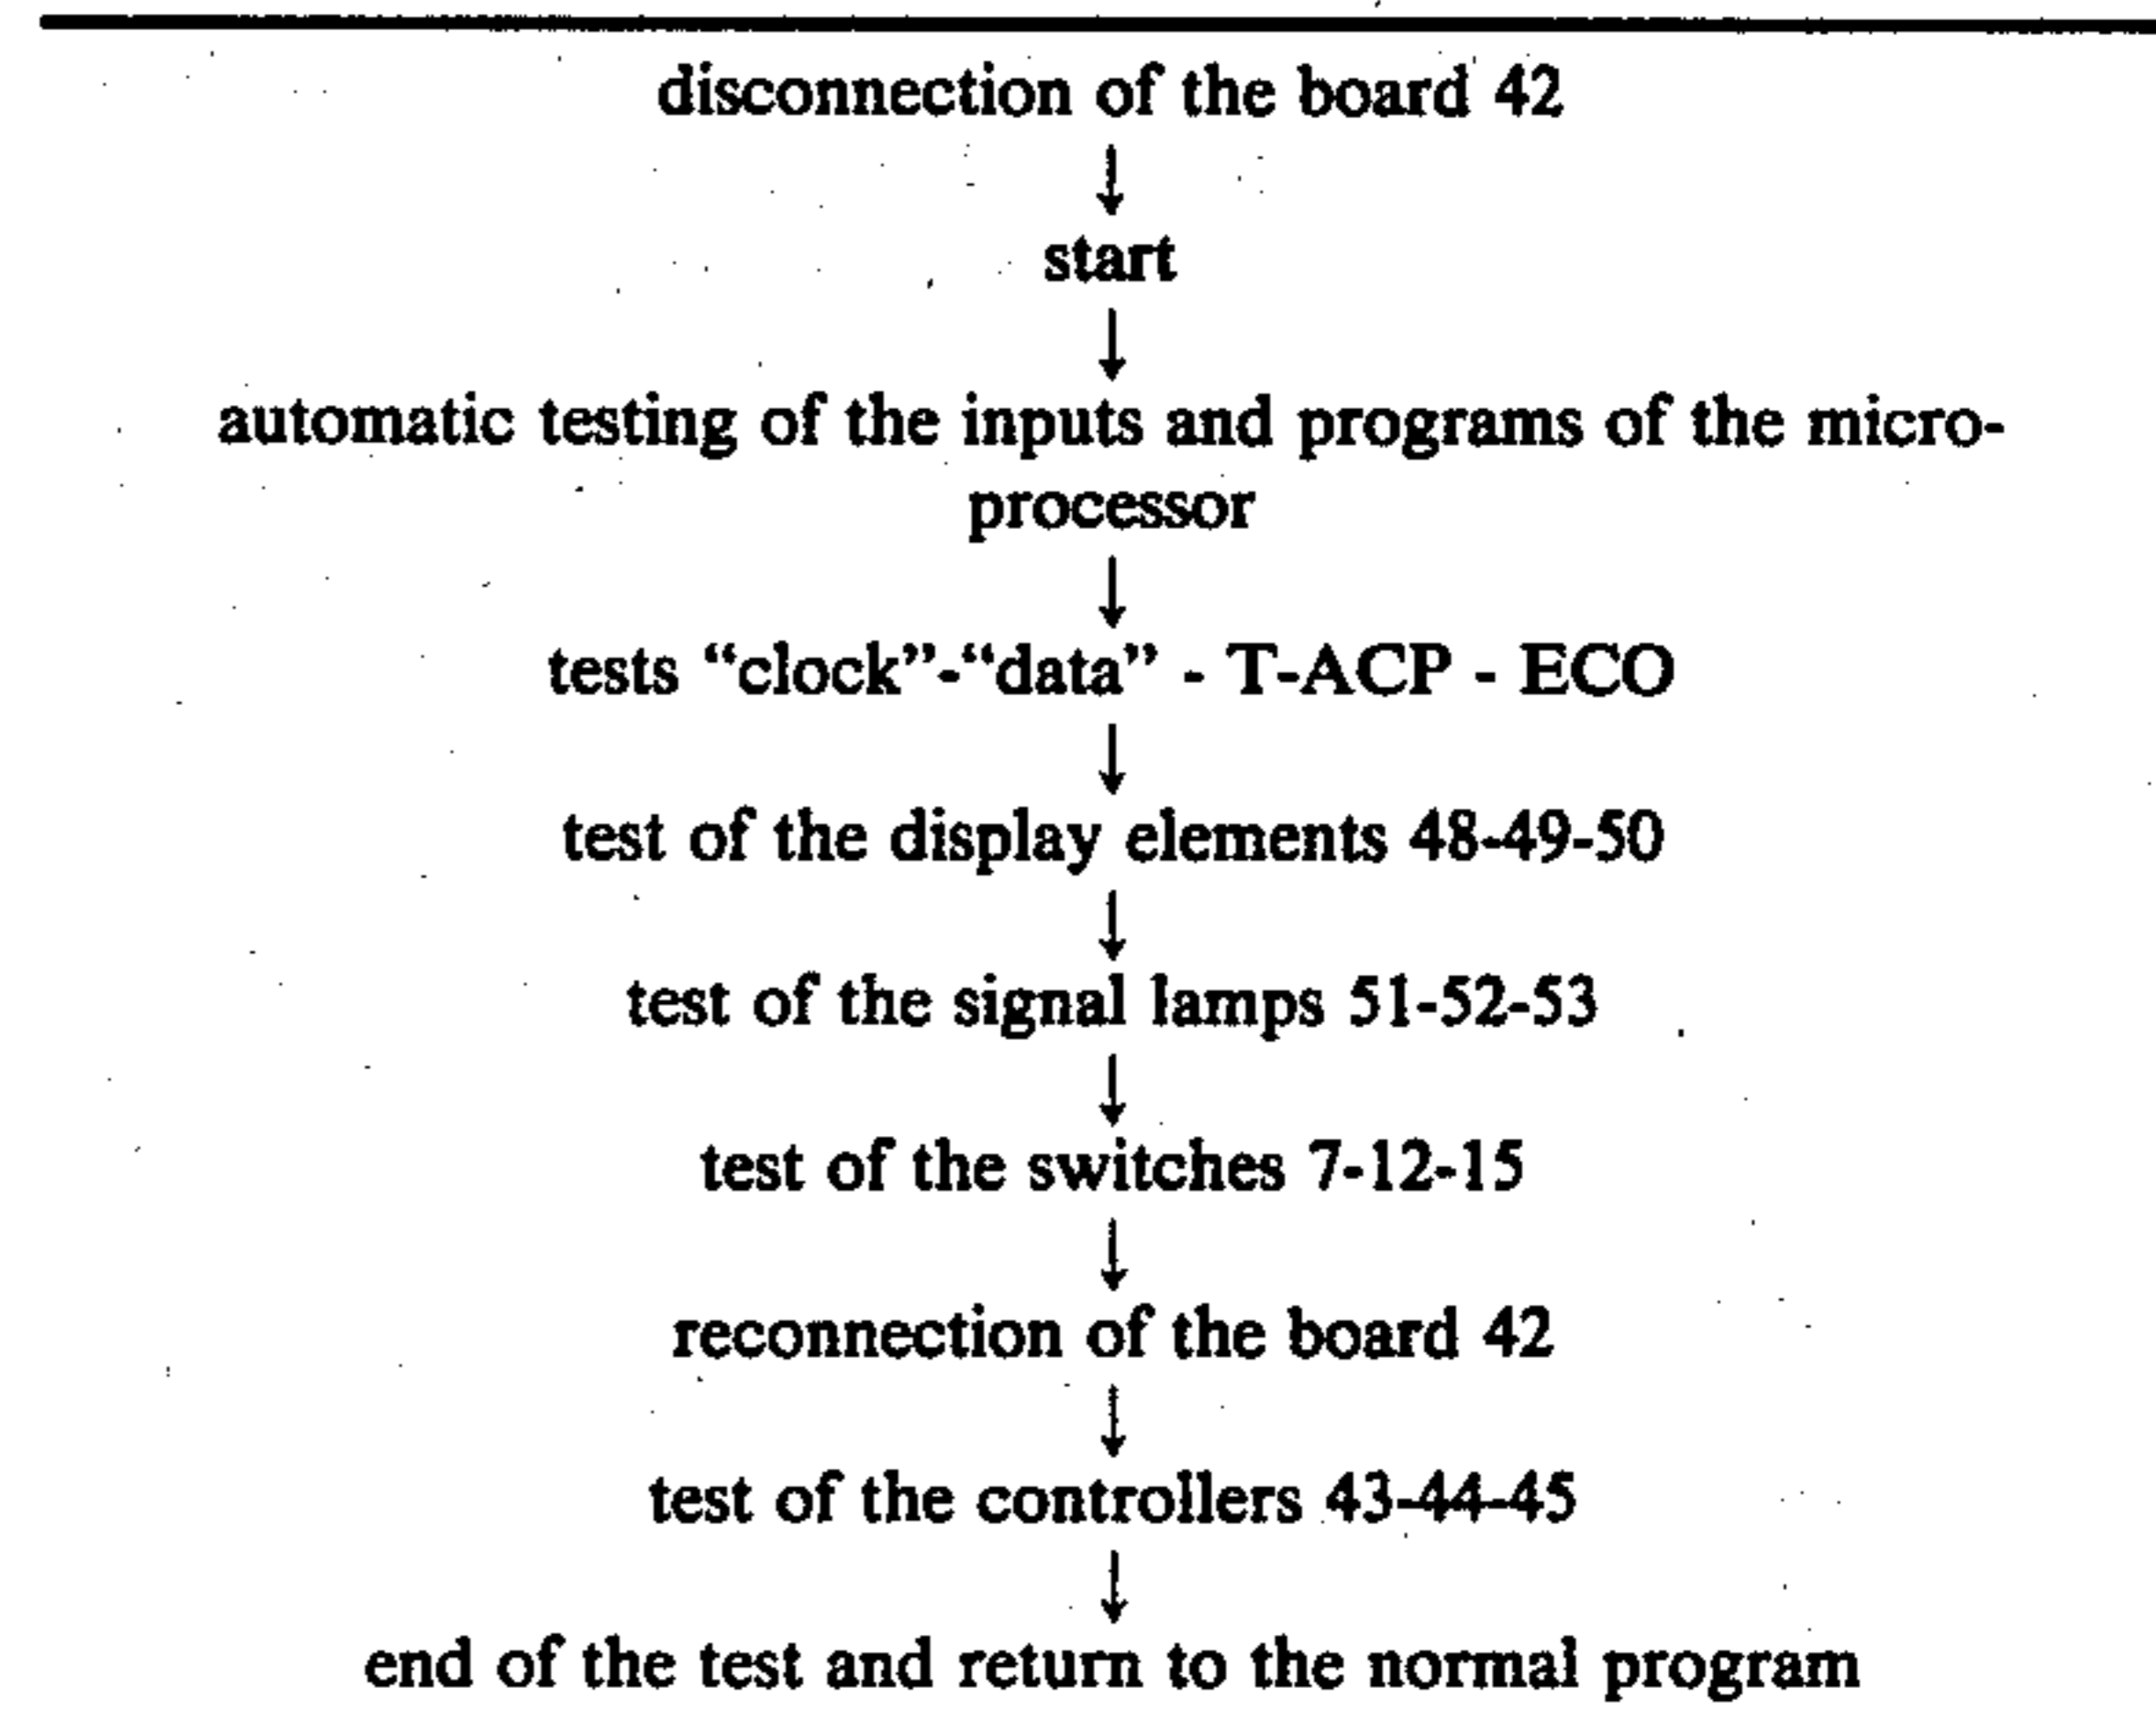 disconnection of the board 42
↓
start
↓
automatic testing of the inputs and programs of the micro-
processor
↓
tests “clock”-“data” - T-ACP - ECO
↓
test of the display elements 48-49-50
↓
test of the signal lamps 51-52-53
↓
test of the switches 7-12-15
↓
reconnection of the board 42
↓
test of the controllers 43-44-45
↓
end of the test and return to the normal program